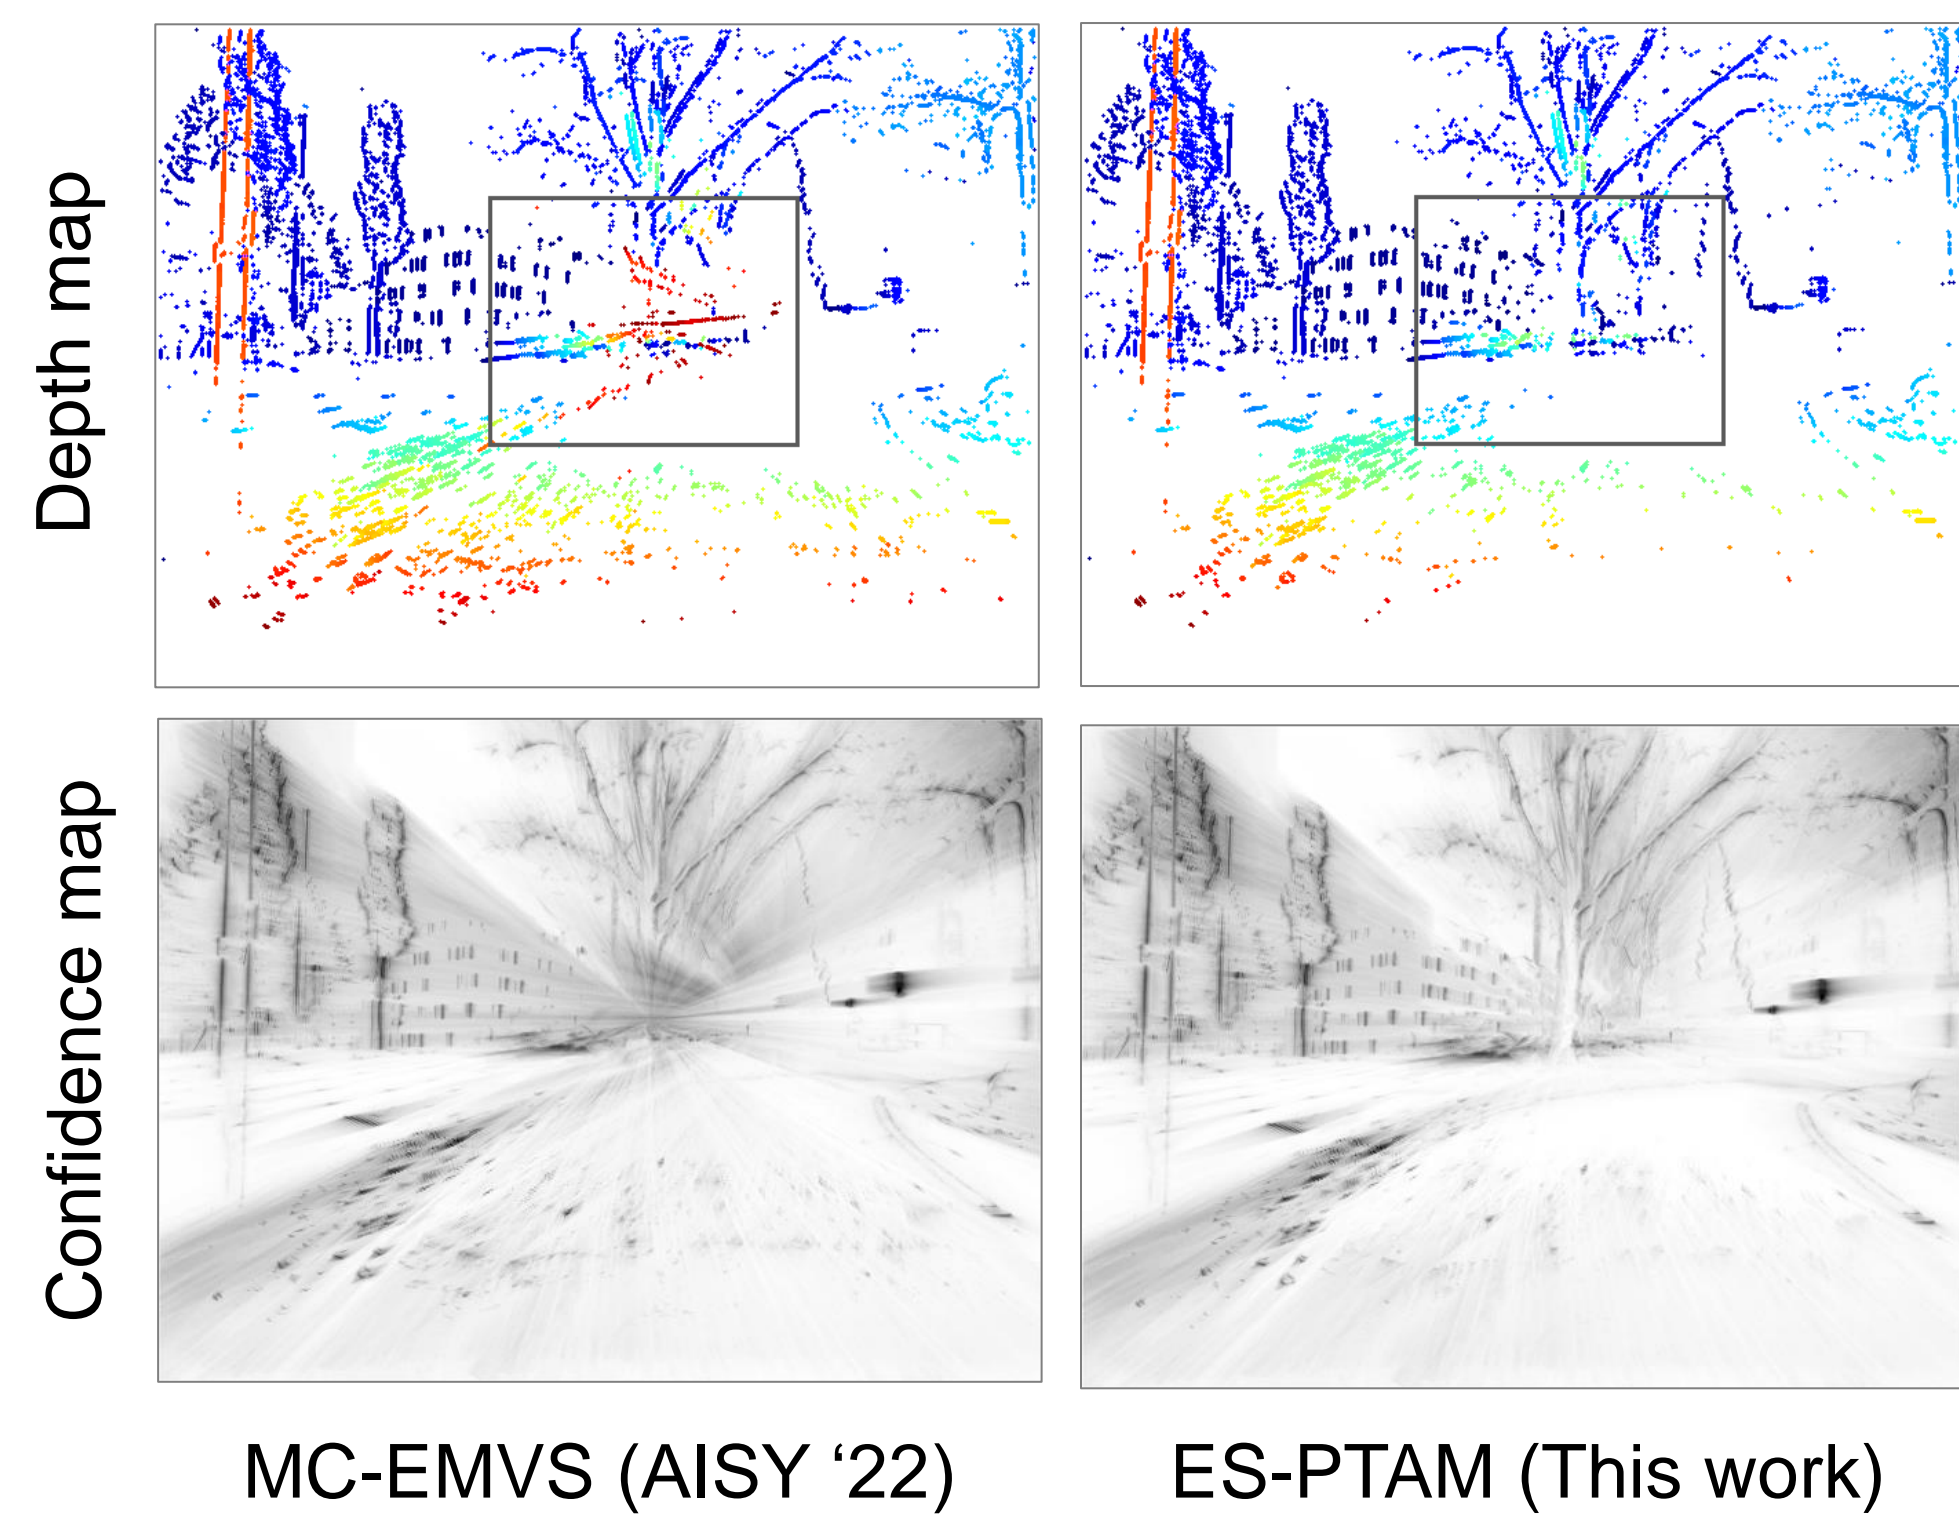 Depth map
Confidence map
MC-EMVS (AISY ‘22)
ES-PTAM (This work)